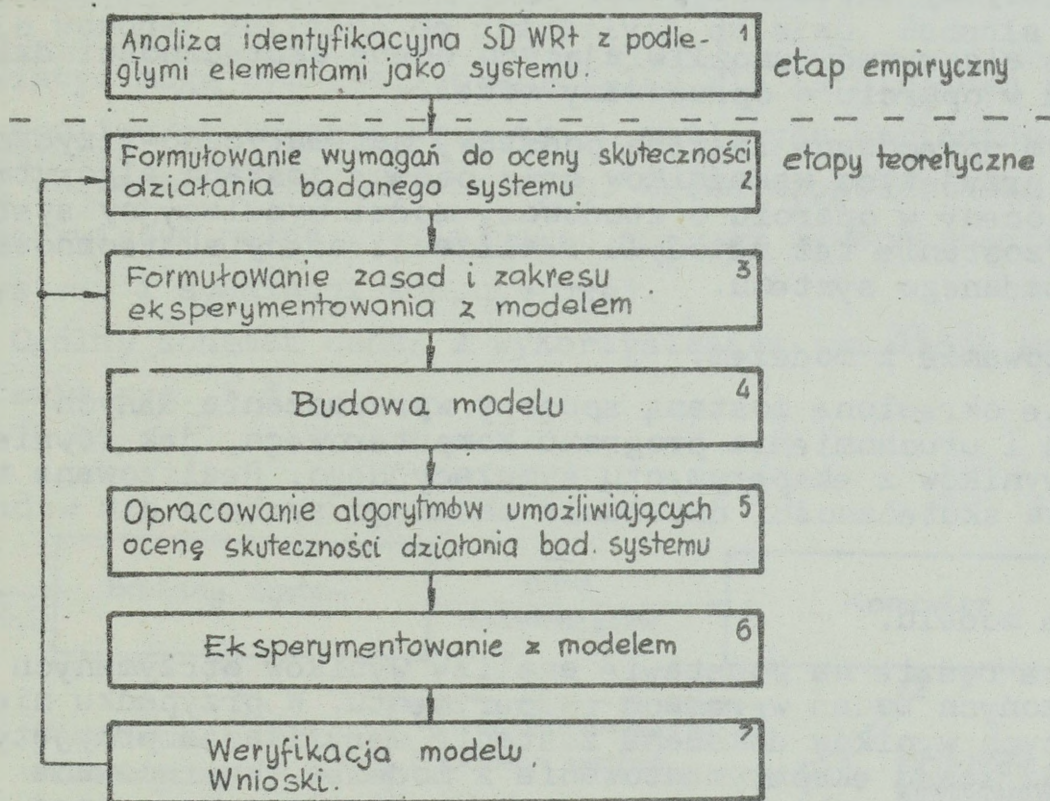 Analiza identyfikacyjna SD WRt z podle- 1
głymi elementami jako systemu.
etap empiryczny
Formułowanie wymagań do oceny skuteczności
działania badanego systemu. 2
etapy teoretyczne
Formułowanie zasad i zakresu 3
eksperymentowania z modelem.
Budowa modelu 4
Opracowanie algorytmów umożliwiających 5
ocenę skuteczności działania bad. systemu
Eksperymentowanie z modelem 6
Weryfikacja modelu. 7
Wnioski.